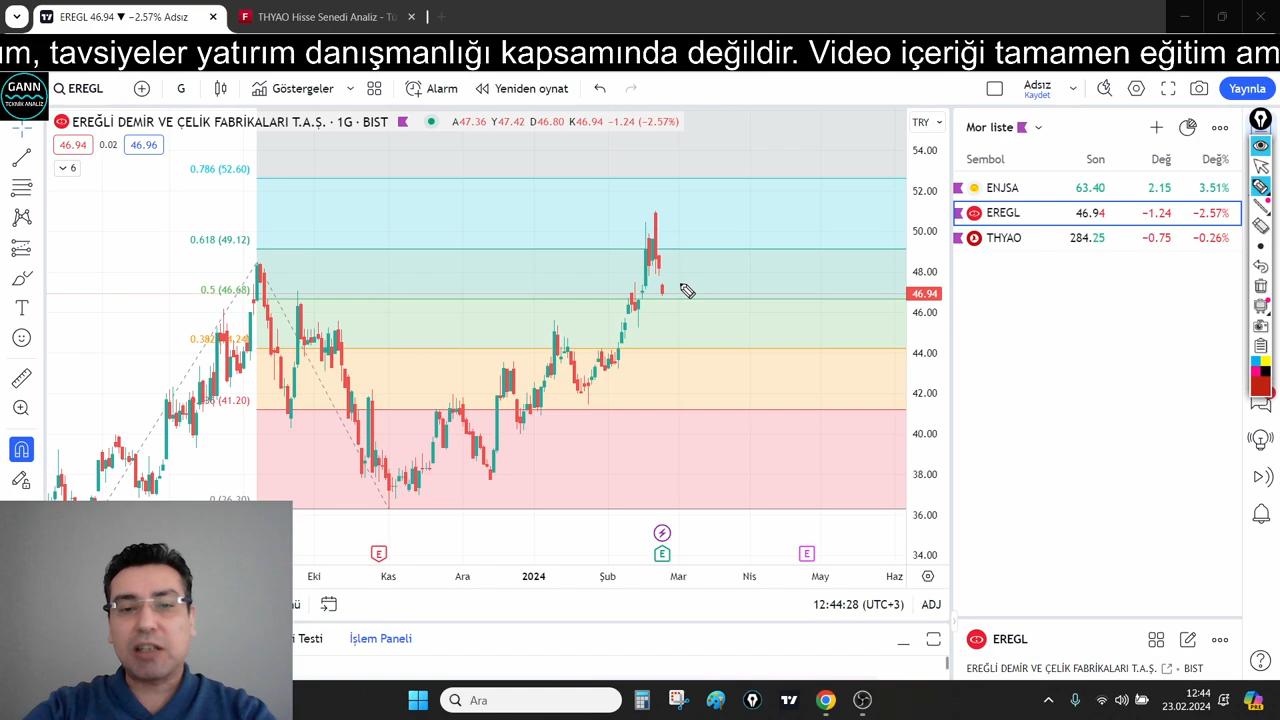 EREGL 46.94 ▼ −2.57% Adsız
THYAO Hisse Senedi Analiz - Tü
ım, tavsiyeler yatırım danışmanlığı kapsamında değildir. Video içeriği tamamen eğitim am
GANN
TEKNİK ANALİZ
EREGL
G
Göstergeler
Alarm
Yeniden oynat
Adsız
Kaydet
Yayınla
EREĞLİ DEMİR VE ÇELİK FABRİKALARI T.A.Ş. · 1G · BIST
A47.36 Y47.42 D46.80 K46.94 −1.24 (−2.57%)
TRY
46.94 0.02 46.96
6
Mor liste
Sembol Son Değ Değ%
ENJSA 63.40 2.15 3.51%
EREGL 46.94 −1.24 −2.57%
THYAO 284.25 −0.75 −0.26%
0.786 (52.60)
0.618 (49.12)
0.5 (46.68)
54.00
52.00
50.00
48.00
46.94
46.00
44.00
42.00
40.00
38.00
36.00
34.00
E
E
E
Eki Kas Ara 2024 Şub Mar Nis May Haz
12:44:28 (UTC+3) ADJ
i Testi
İşlem Paneli
EREGL
EREĞLİ DEMİR VE ÇELİK FABRİKALARI T.A.Ş. BIST
Ara
12:44
23.02.2024